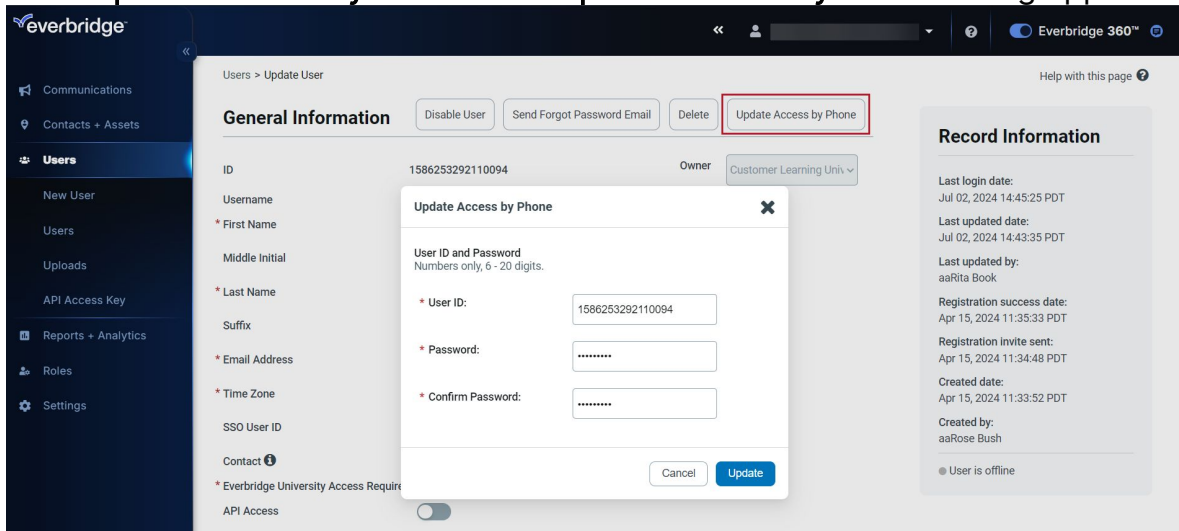 everbridge
Everbridge 360™
Communications
Contacts + Assets
Users
New User
Users
Uploads
API Access Key
Reports + Analytics
Roles
Settings
Users > Update User
Help with this page
General Information
Disable User
Send Forgot Password Email
Delete
Update Access by Phone
ID
1586253292110094
Owner
Customer Learning Univ
Username
* First Name
Middle Initial
* Last Name
Suffix
* Email Address
* Time Zone
SSO User ID
Contact
* Everbridge University Access Require
API Access
Update Access by Phone
User ID and Password
Numbers only, 6 - 20 digits.
* User ID:
1586253292110094
* Password:
•••••••••
* Confirm Password:
•••••••••
Cancel
Update
Record Information
Last login date:
Jul 02, 2024 14:45:25 PDT
Last updated date:
Jul 02, 2024 14:43:35 PDT
Last updated by:
aaRita Book
Registration success date:
Apr 15, 2024 11:35:33 PDT
Registration invite sent:
Apr 15, 2024 11:34:48 PDT
Created date:
Apr 15, 2024 11:33:52 PDT
Created by:
aaRose Bush
User is offline